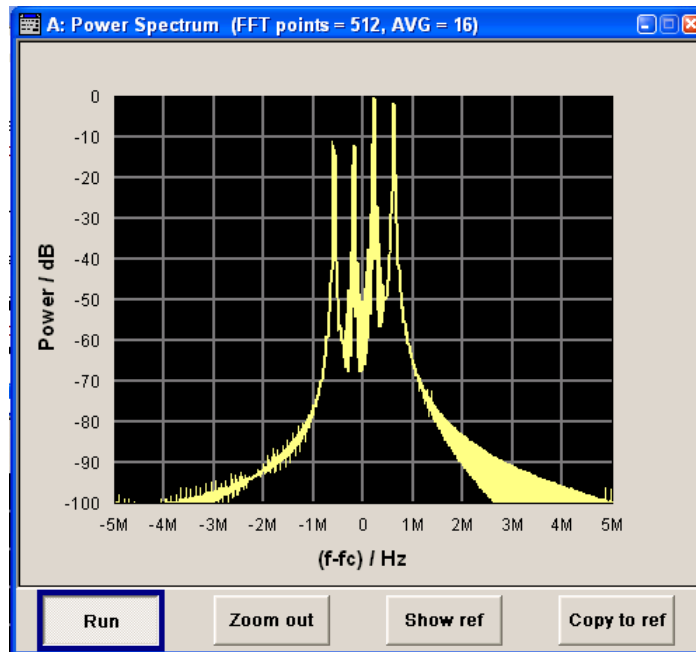 A: Power Spectrum (FFT points = 512, AVG = 16)
Power / dB
0
-10
-20
-30
-40
-50
-60
-70
-80
-90
-100
-5M -4M -3M -2M -1M 0 1M 2M 3M 4M 5M
(f-fc) / Hz
Run Zoom out Show ref Copy to ref